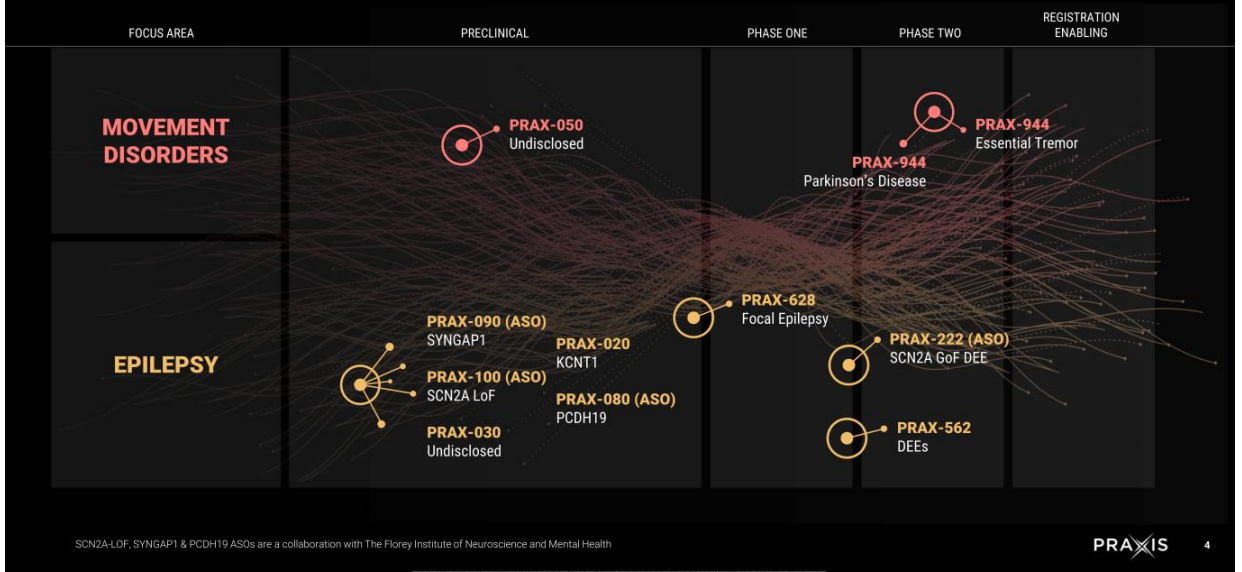 FOCUS AREA
PRECLINICAL
PHASE ONE
PHASE TWO
REGISTRATION
ENABLING
MOVEMENT
DISORDERS
PRAX-050
Undisclosed
PRAX-944
Essential Tremor
PRAX-944
Parkinson's Disease
EPILEPSY
PRAX-090 (ASO)
SYNGAP1
PRAX-020
KCNT1
PRAX-100 (ASO)
SCN2A LoF
PRAX-080 (ASO)
PCDH19
PRAX-030
Undisclosed
PRAX-628
Focal Epilepsy
PRAX-222 (ASO)
SCN2A GoF DEE
PRAX-562
DEEs
SCN2A-LOF, SYNGAP1 & PCDH19 ASOs are a collaboration with The Florey Institute of Neuroscience and Mental Health
PRAXIS
4